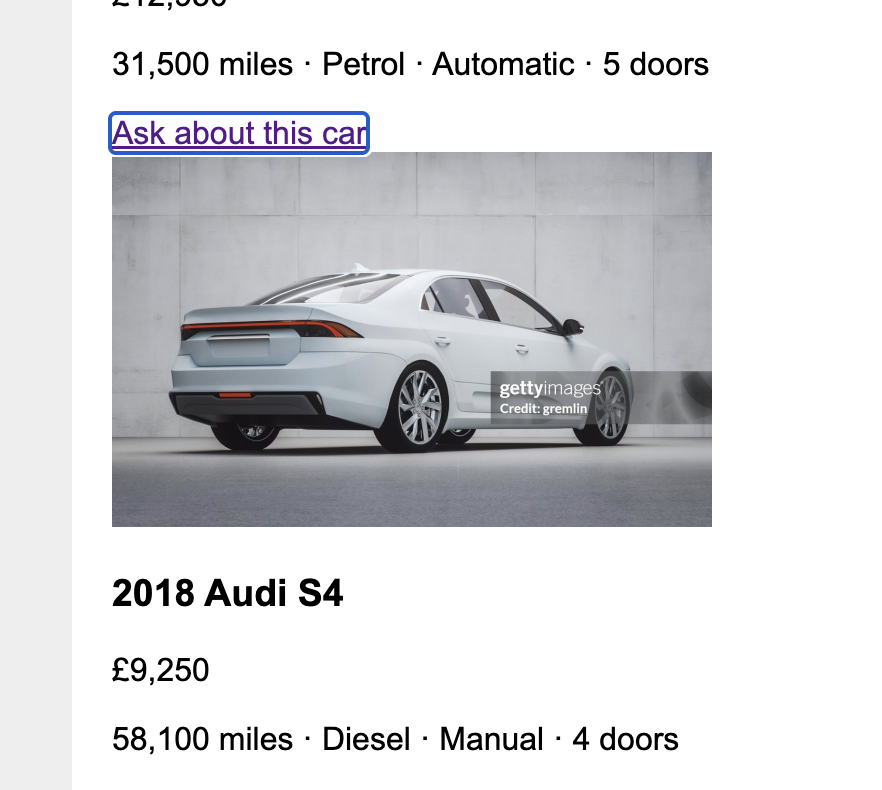 31,500 miles · Petrol · Automatic · 5 doors
Ask about this car
gettyimages
Credit: gremlin
2018 Audi S4
£9,250
58,100 miles · Diesel · Manual · 4 doors